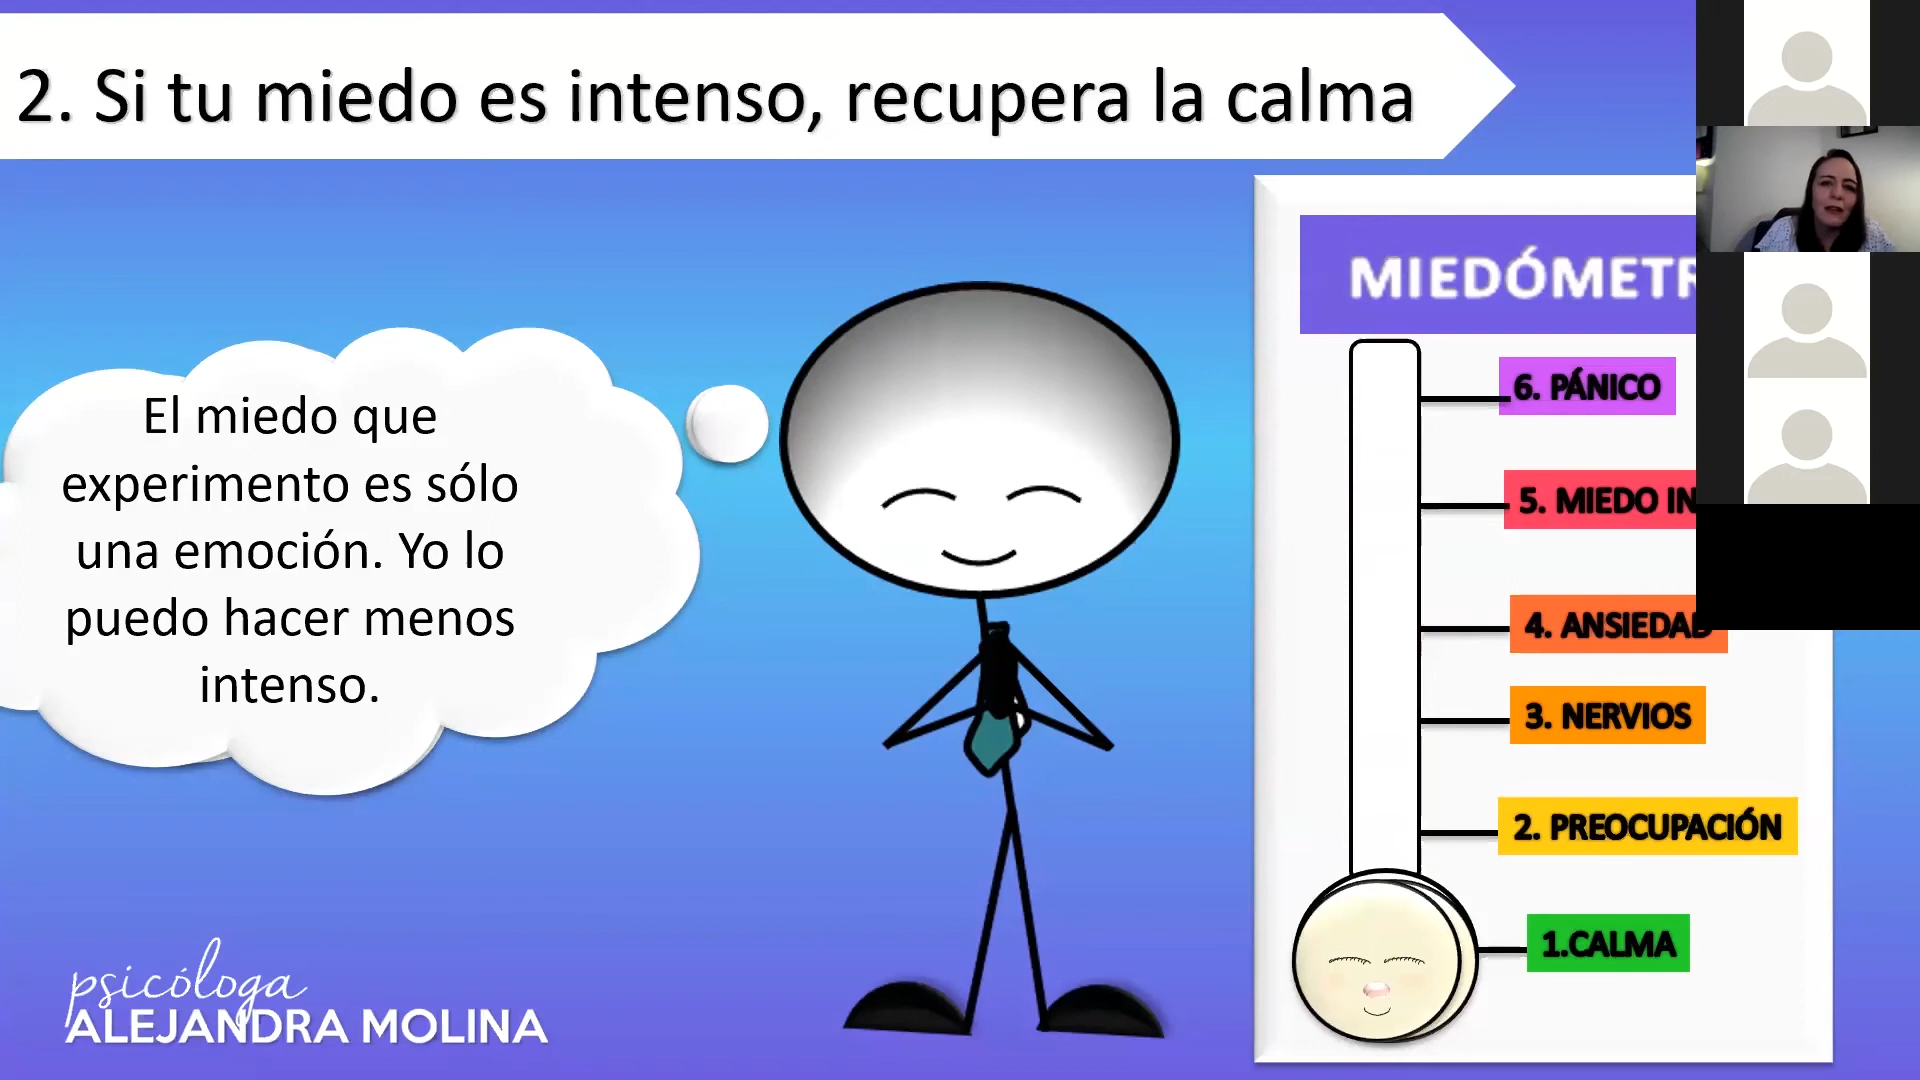 2. Si tu miedo es intenso, recupera la calma
El miedo que
experimento es sólo
una emoción. Yo lo
puedo hacer menos
intenso.
MIEDÓMETR
6. PÁNICO
5. MIEDO IN
4. ANSIEDAD
3. NERVIOS
2. PREOCUPACIÓN
1.CALMA
psicóloga
ALEJANDRA MOLINA